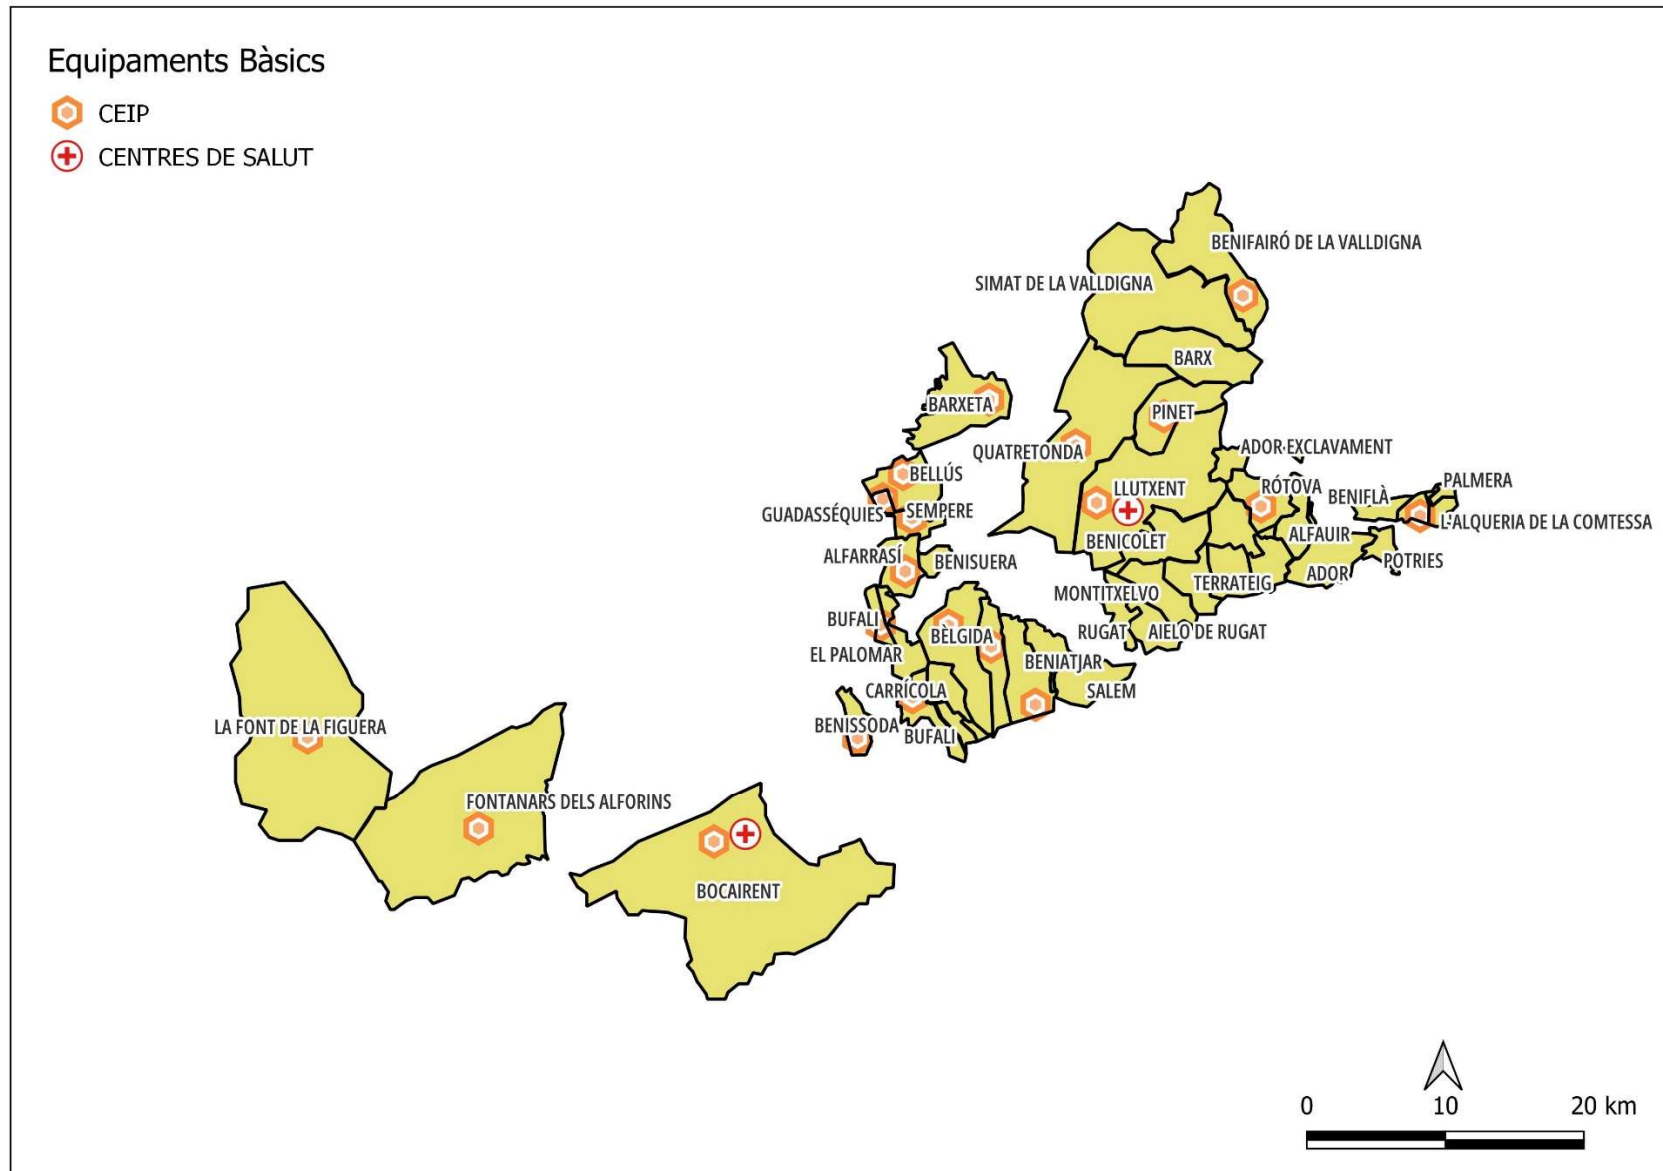 Equipaments Bàsics
CEIP
CENTRES DE SALUT
BENIFAIRÓ DE LA VALLDIGNA
SIMAT DE LA VALLDIGNA
BARX
BARXETA
PINET
QUATRETONDA
ADOR EXCLAVAMENT
BELLÚS
LLUTXENT
RÓTOVA
BENIFLÀ
PALMERA
GUADASSÉQUIES
SEMPERE
L'ALQUERIA DE LA COMTESSA
ALFAUIR
BENICOLET
ALFARRASÍ
BENISUERA
POTRIES
TERRATEIG
ADOR
MONTITXELVO
BUFALI
BÈLGIDA
RUGAT
AIELO DE RUGAT
EL PALOMAR
BENIATJAR
CARRÍCOLA
SALEM
BENISSODA
BUFALI
LA FONT DE LA FIGUERA
FONTANARS DELS ALFORINS
BOCAIRENT
0 10 20 km